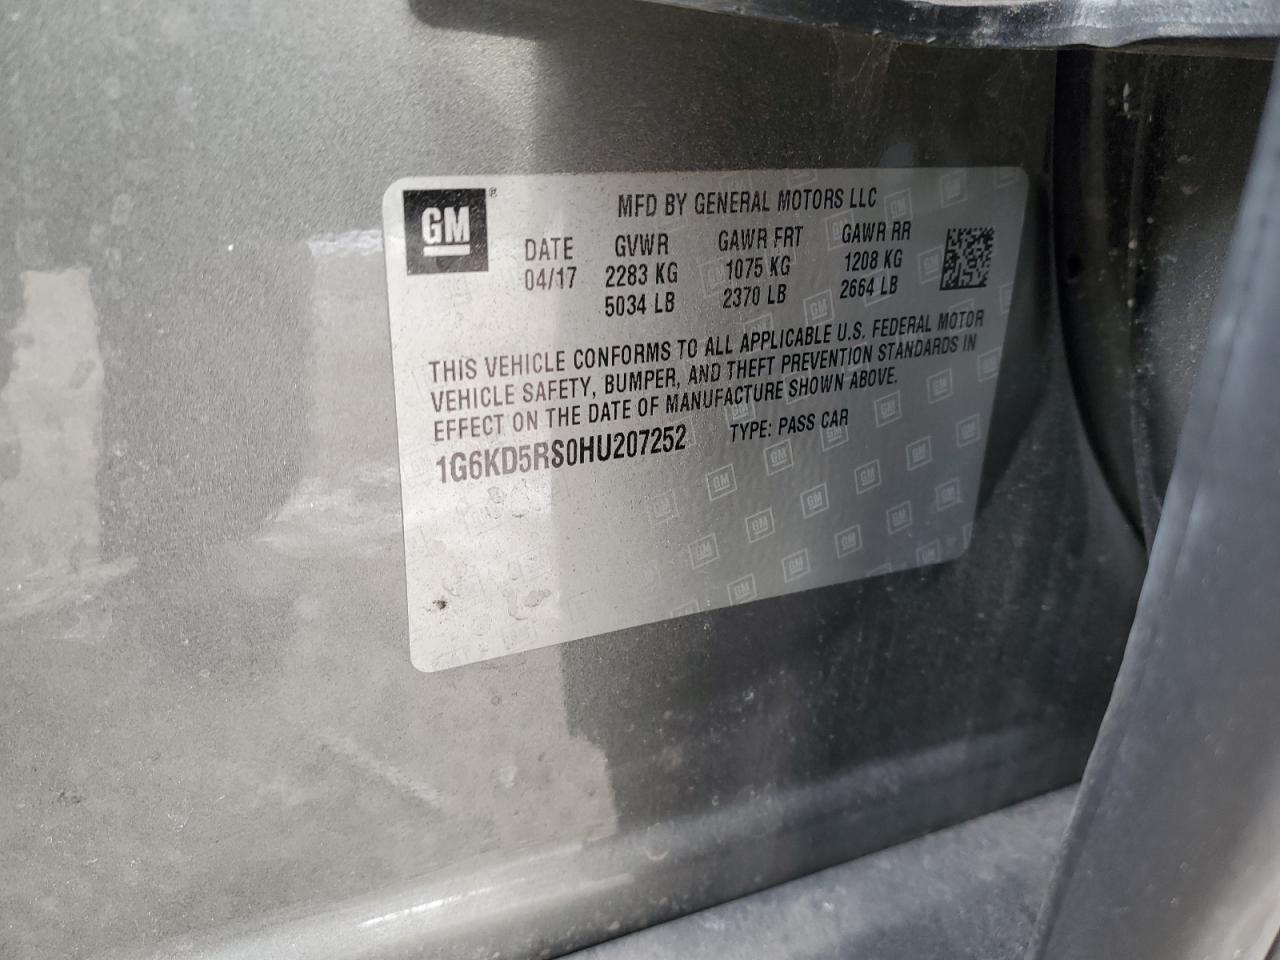 GM®
MFD BY GENERAL MOTORS LLC
DATE GVWR GAWR FRT GAWR RR
04/17 2283 KG 1075 KG 1208 KG
5034 LB 2370 LB 2664 LB
THIS VEHICLE CONFORMS TO ALL APPLICABLE U.S. FEDERAL MOTOR
VEHICLE SAFETY, BUMPER, AND THEFT PREVENTION STANDARDS IN
EFFECT ON THE DATE OF MANUFACTURE SHOWN ABOVE.
1G6KD5RS0HU207252 TYPE: PASS CAR